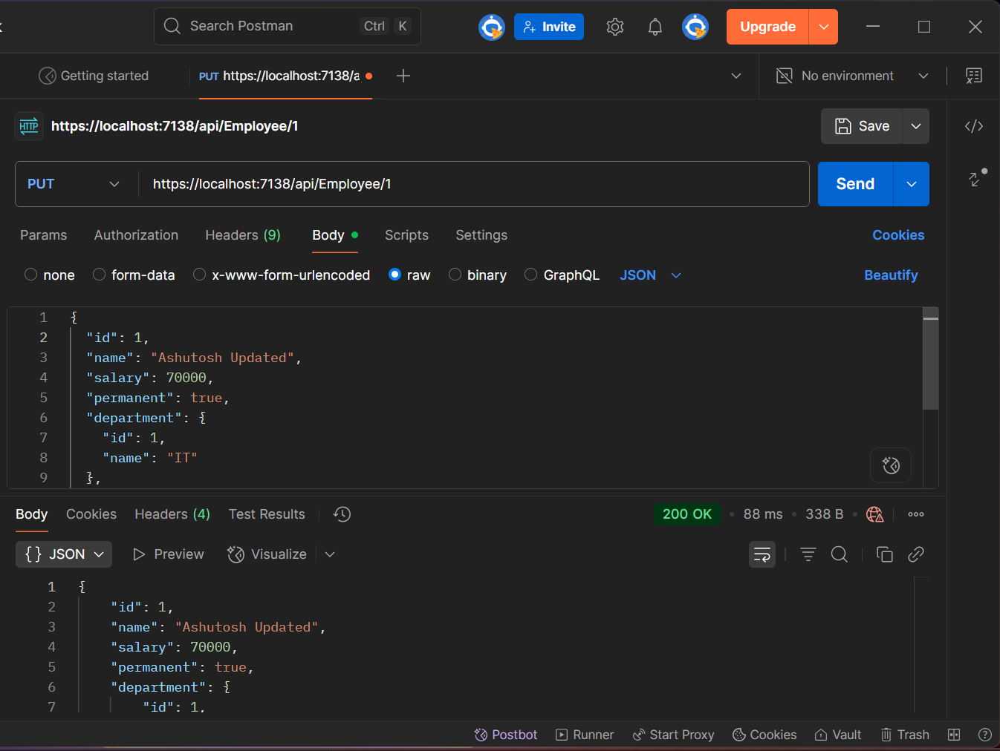 Search Postman Ctrl K Invite Upgrade
Getting started PUT https://localhost:7138/a No environment
HTTP https://localhost:7138/api/Employee/1 Save
PUT https://localhost:7138/api/Employee/1 Send
Params Authorization Headers (9) Body Scripts Settings Cookies
none form-data x-www-form-urlencoded raw binary GraphQL JSON Beautify
1 {
2 "id": 1,
3 "name": "Ashutosh Updated",
4 "salary": 70000,
5 "permanent": true,
6 "department": {
7 "id": 1,
8 "name": "IT"
9 },
Body Cookies Headers (4) Test Results 200 OK • 88 ms • 338 B •
{} JSON Preview Visualize
1 {
2 "id": 1,
3 "name": "Ashutosh Updated",
4 "salary": 70000,
5 "permanent": true,
6 "department": {
7 "id": 1,
Postbot Runner Start Proxy Cookies Vault Trash